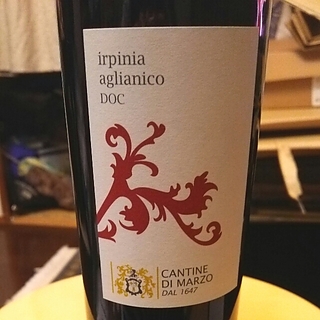 irpinia
aglianico
DOC
CANTINE
DI MARZO
DAL 1647